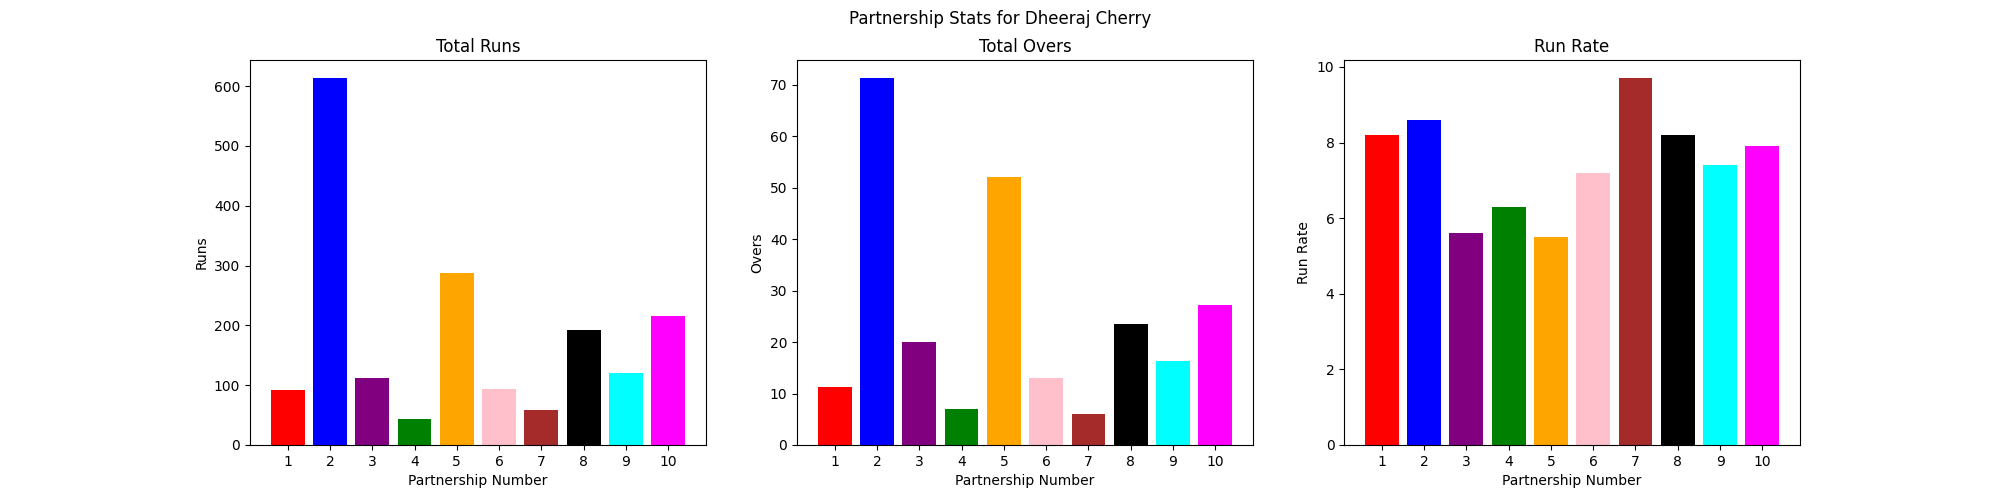 Partnership Stats for Dheeraj Cherry
Total Runs
Runs
600
500
400
300
200
100
0
1 2 3 4 5 6 7 8 9 10
Partnership Number
Total Overs
Overs
70
60
50
40
30
20
10
0
1 2 3 4 5 6 7 8 9 10
Partnership Number
Run Rate
Run Rate
10
8
6
4
2
0
1 2 3 4 5 6 7 8 9 10
Partnership Number